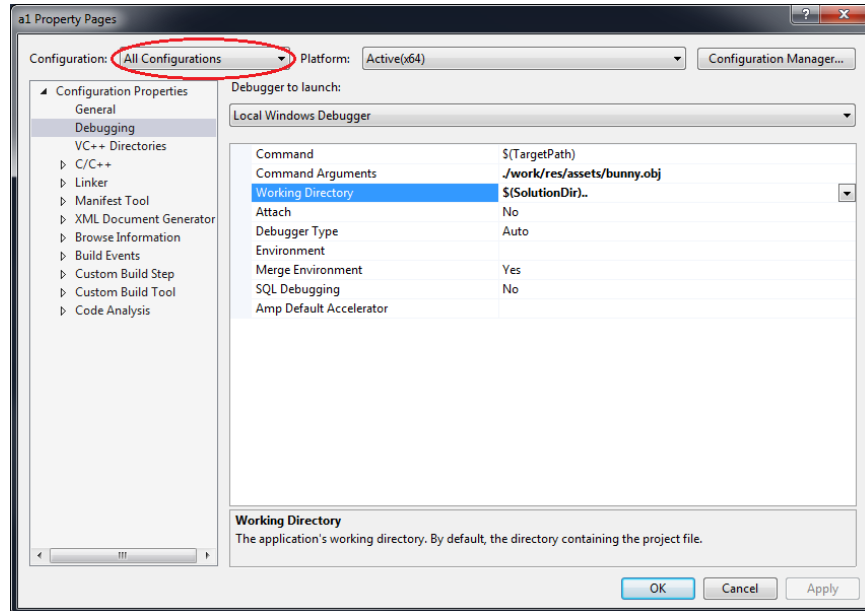 a1 Property Pages
Configuration: All Configurations Platform: Active(x64) Configuration Manager...
Configuration Properties
General
Debugging
VC++ Directories
C/C++
Linker
Manifest Tool
XML Document Generator
Browse Information
Build Events
Custom Build Step
Custom Build Tool
Code Analysis
Debugger to launch:
Local Windows Debugger
Command $(TargetPath)
Command Arguments ./work/res/assets/bunny.obj
Working Directory $(SolutionDir)..
Attach No
Debugger Type Auto
Environment
Merge Environment Yes
SQL Debugging No
Amp Default Accelerator
Working Directory
The application's working directory. By default, the directory containing the project file.
OK Cancel Apply